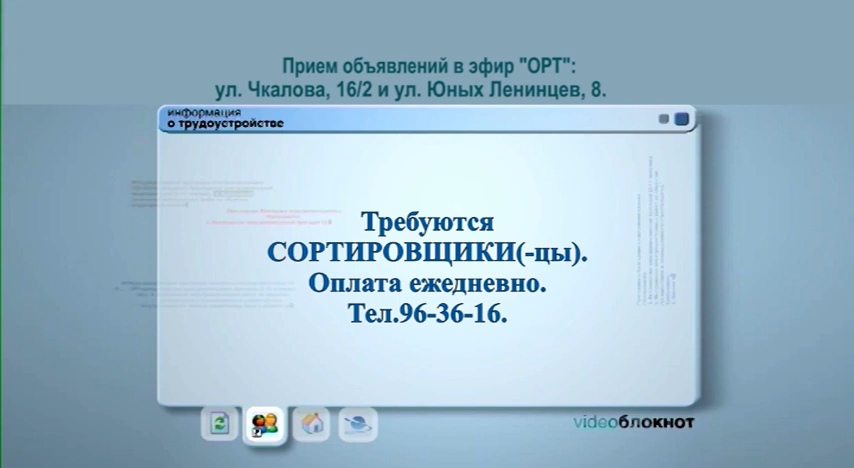 Прием объявлений в эфир "ОРТ":
ул. Чкалова, 16/2 и ул. Юных Ленинцев, 8.
информация
о трудоустройстве
Требуются
СОРТИРОВЩИКИ(-цы).
Оплата ежедневно.
Тел.96-36-16.
videoблокнот